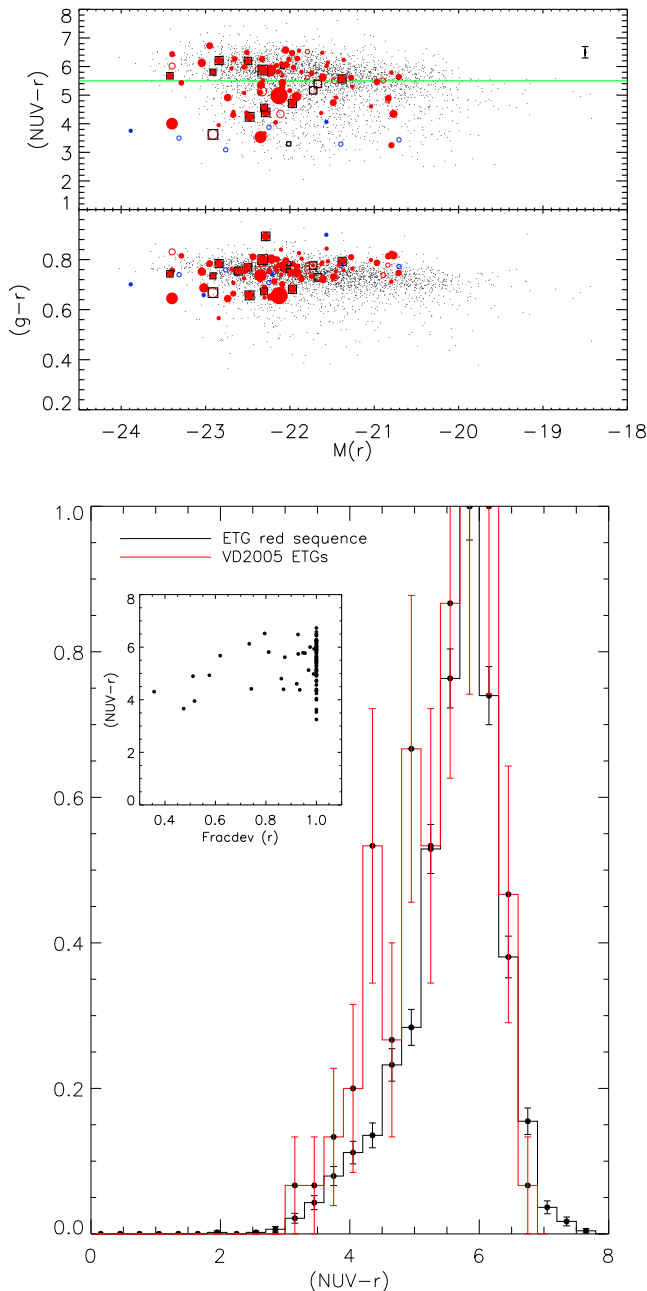 8
7
6
5
4
3
2
1
(NUV-r)
0.8
0.6
0.4
0.2
(g-r)
-24 -23 -22 -21 -20 -19 -18
M(r)
1.0
0.8
0.6
0.4
0.2
0.0
ETG red sequence
VD2005 ETGs
8
6
4
2
0
(NUV-r)
0.4 0.6 0.8 1.0
Fracdev (r)
0 2 4 6 8
(NUV-r)